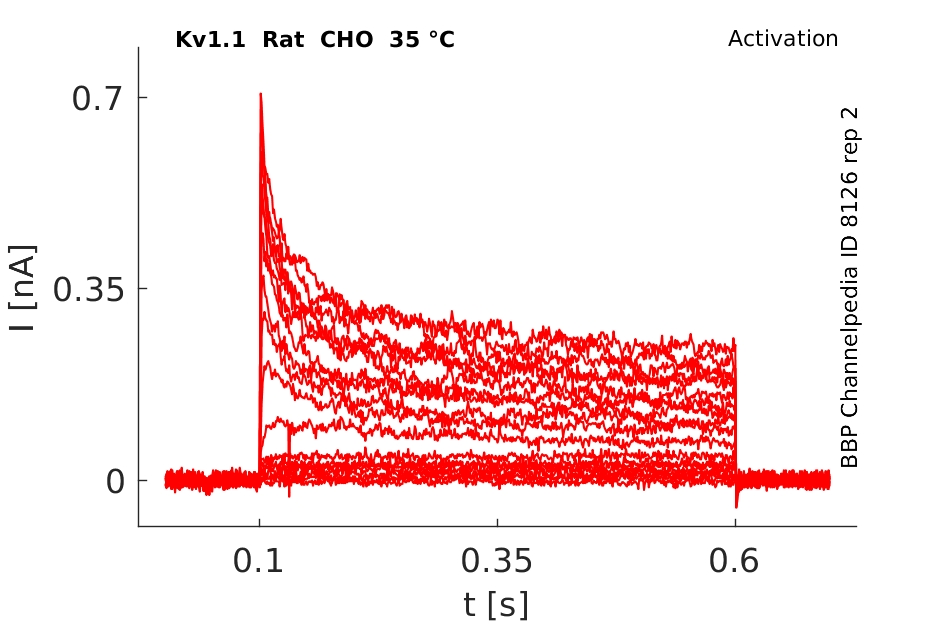 Kv1.1 Rat CHO 35 °C
Activation
0.7
0.35
0
I [nA]
0.1
0.35
0.6
t [s]
BBP Channelpedia ID 8126 rep 2